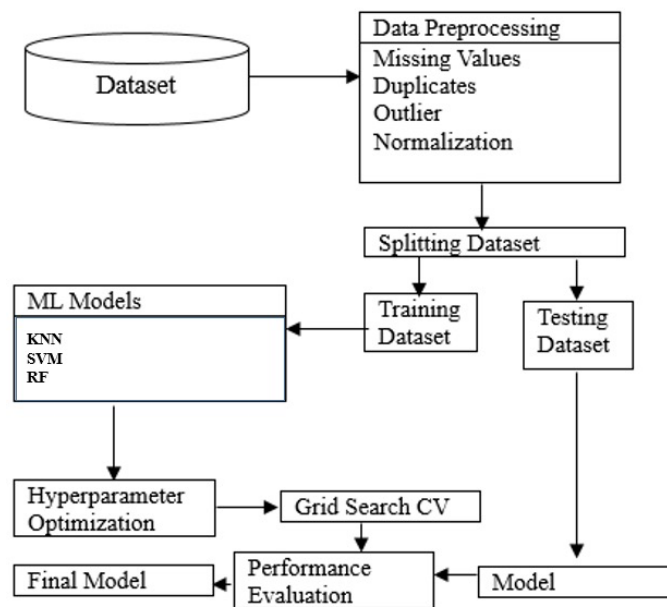 Dataset
Data Preprocessing
Missing Values
Duplicates
Outlier
Normalization
Splitting Dataset
Training
Dataset
Testing
Dataset
ML Models
KNN
SVM
RF
Hyperparameter
Optimization
Grid Search CV
Performance
Evaluation
Model
Final Model